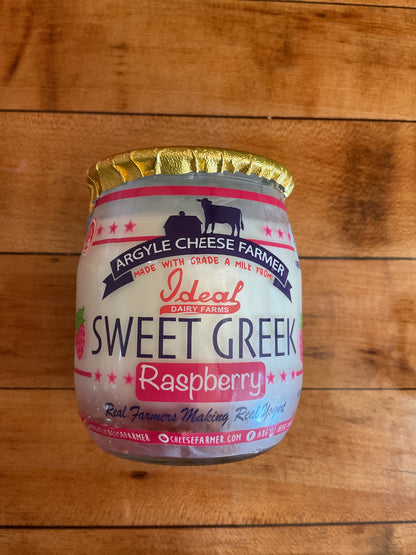 ARGYLE CHEESE FARMER
MADE WITH GRADE A MILK FROM
Ideal
DAIRY FARMS
SWEET GREEK
Raspberry
Real Farmers Making Real Yogurt
CHEESEFARMER.COM